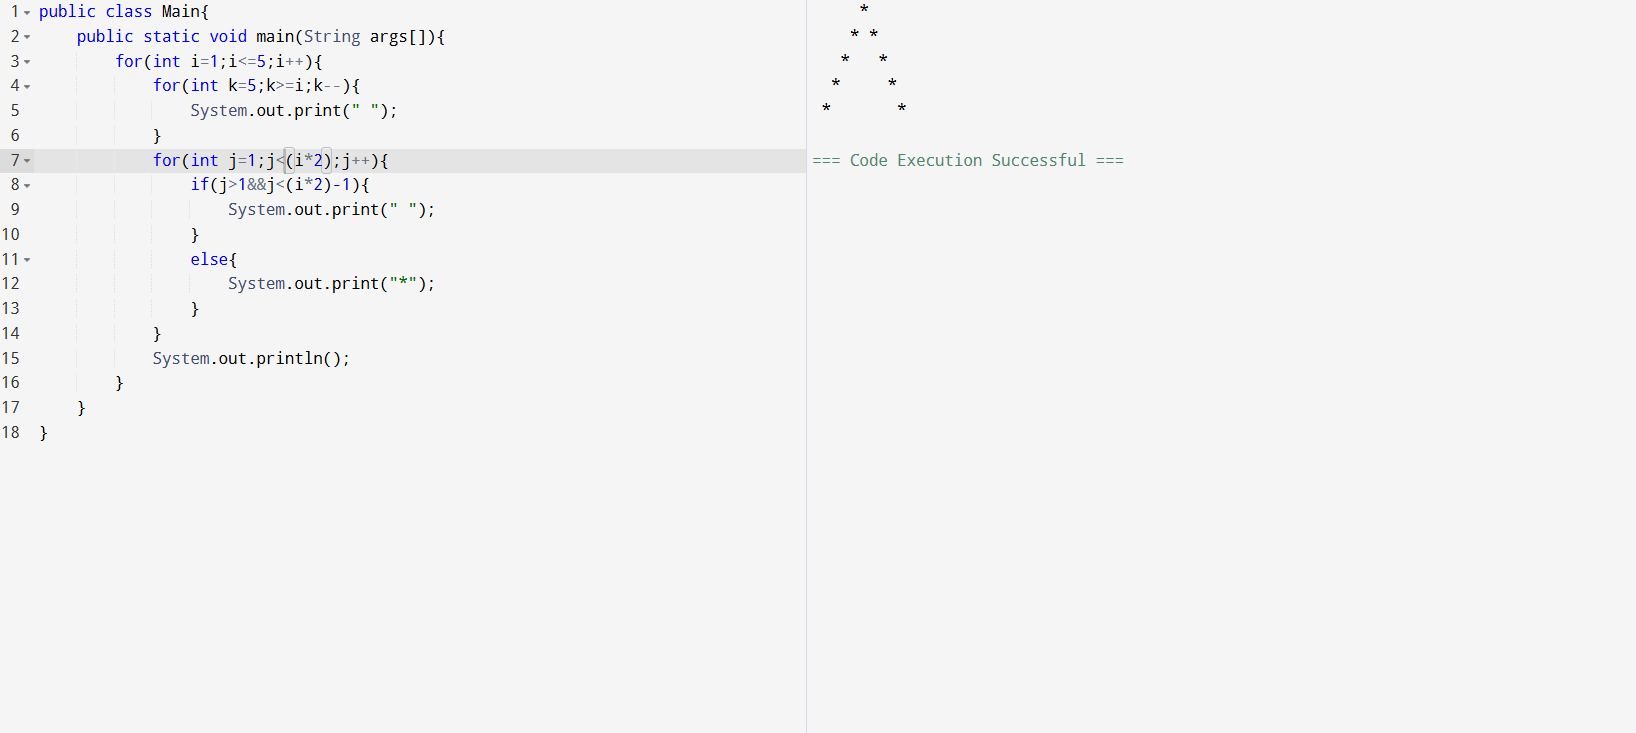 1 public class Main{
2     public static void main(String args[]){
3         for(int i=1;i<=5;i++){
4             for(int k=5;k>=i;k--){
5                 System.out.print(" ");
6             }
7             for(int j=1;j<(i*2);j++){
8                 if(j>1&&j<(i*2)-1){
9                     System.out.print(" ");
10                 }
11                 else{
12                     System.out.print("*");
13                 }
14             }
15             System.out.println();
16         }
17     }
18 }
     *
    * *
   *   *
  *     *
 *       *
=== Code Execution Successful ===